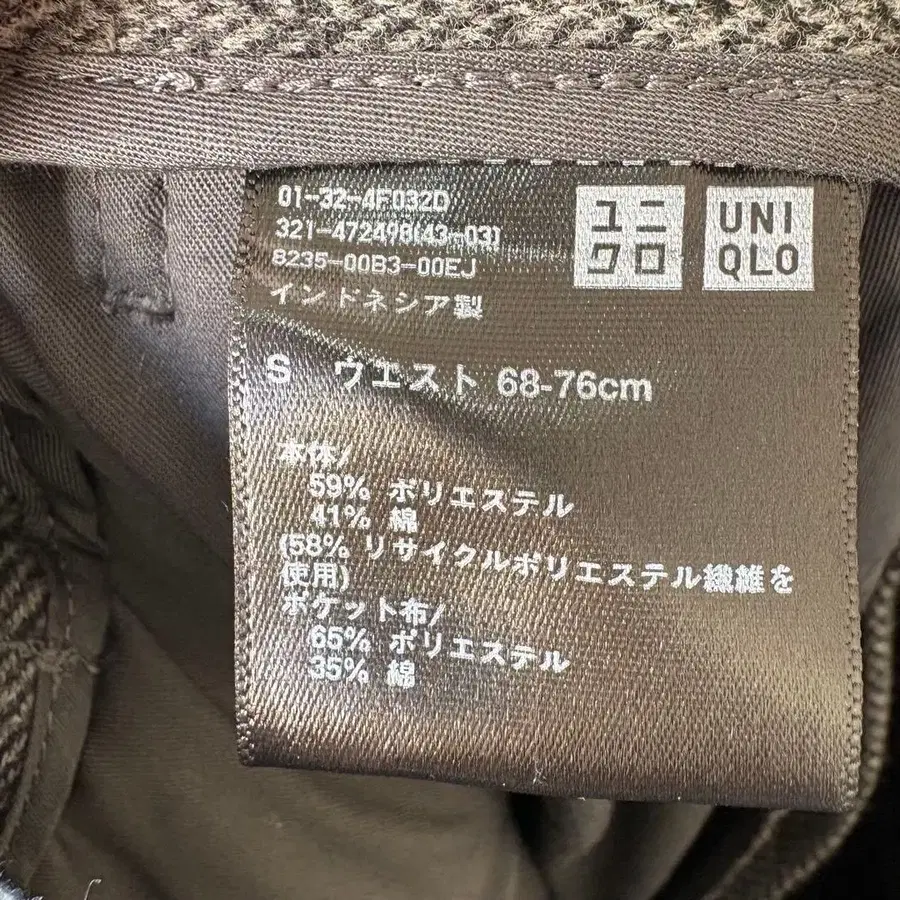 01-32-4F032D
321-472498(43-03)
8235-00B3-00EJ
インドネシア製
ユニ
クロ
UNI
QLO
S ウエスト 68-76cm
本体/
59% ポリエステル
41% 綿
(58% リサイクルポリエステル繊維を
使用)
ポケット布/
65% ポリエステル
35% 綿